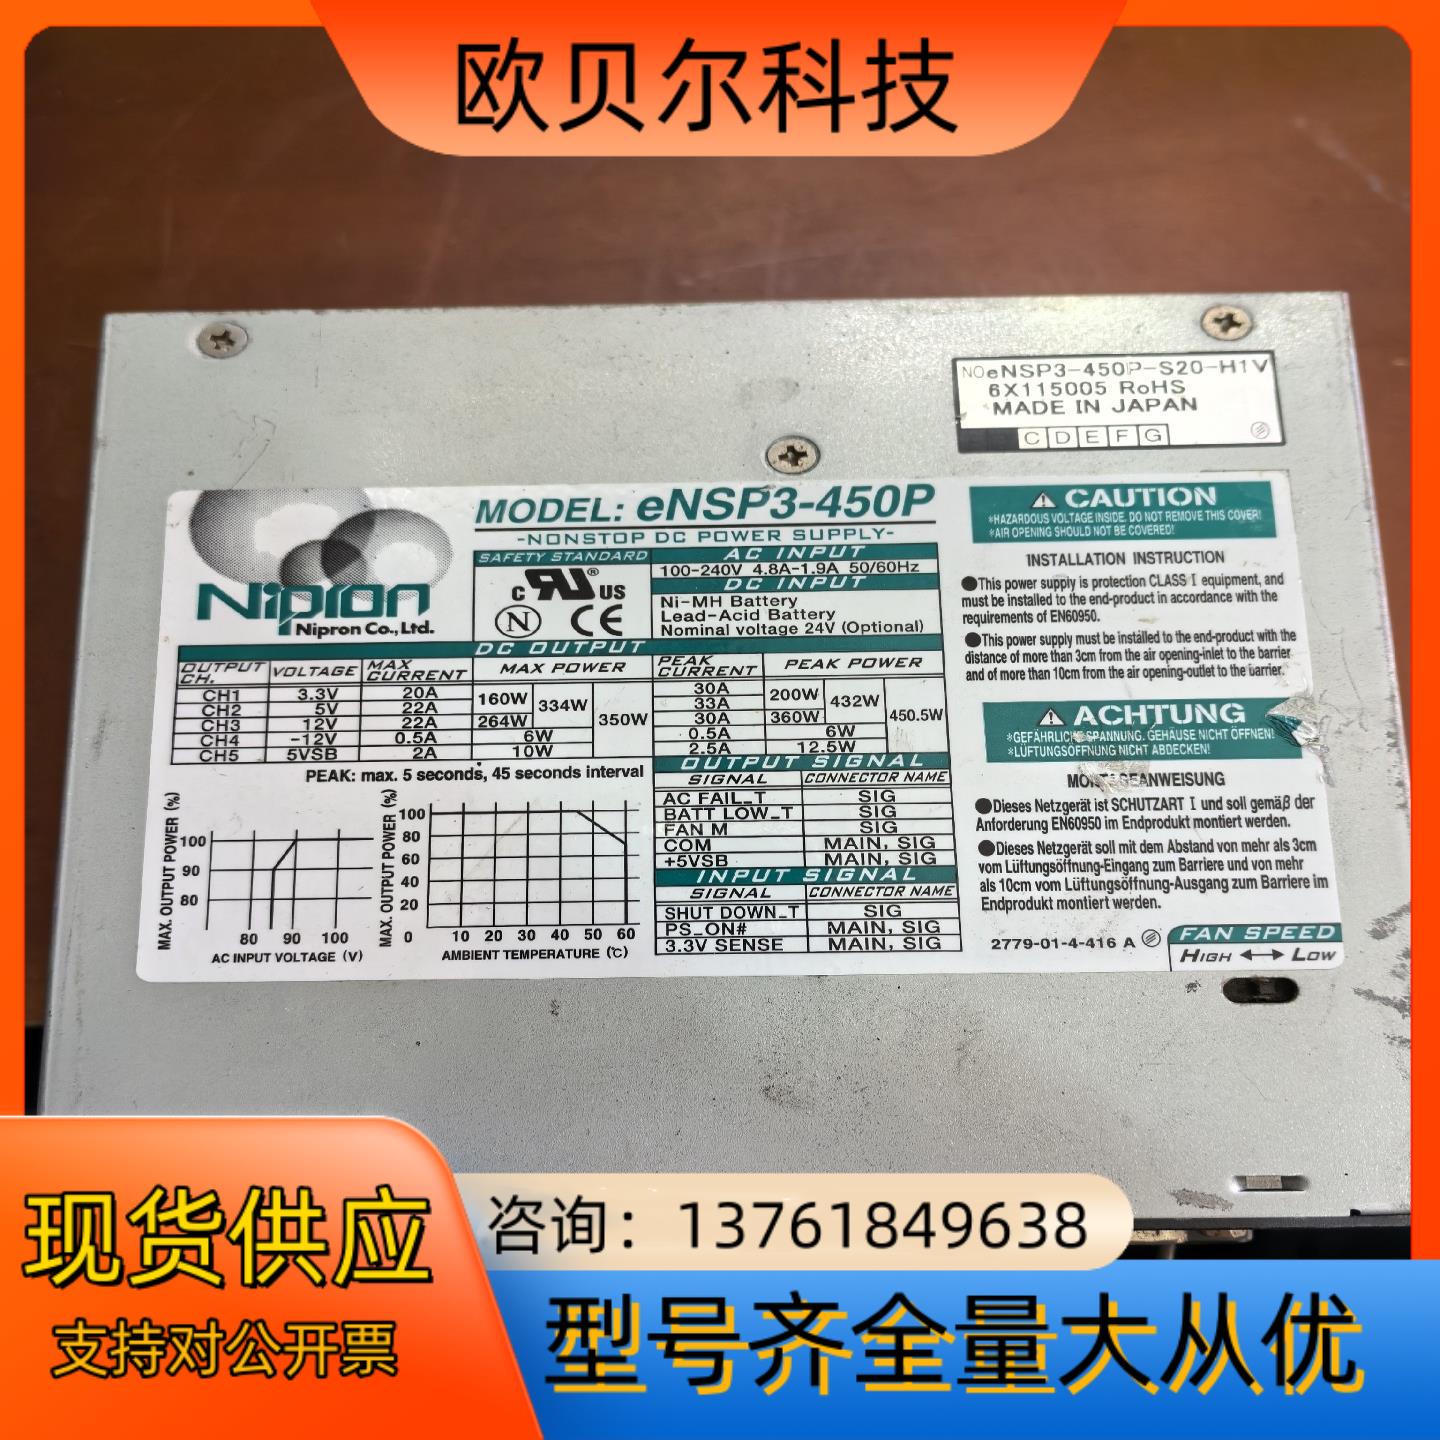 欧贝尔科技
NOeNSP3-450P-S20-H1V
6X115005 RoHS
MADE IN JAPAN
C D E F G
Nipron
Nipron Co., Ltd.
MODEL: eNSP3-450P
-NONSTOP DC POWER SUPPLY-
SAFETY STANDARD
c RU ® US
N CE
AC INPUT
100-240V 4.8A-1.9A 50/60Hz
DC INPUT
Ni-MH Battery
Lead-Acid Battery
Nominal voltage 24V (Optional)
DC OUTPUT
OUTPUT CH. VOLTAGE MAX CURRENT MAX POWER PEAK CURRENT PEAK POWER
CH1 3.3V 20A 160W 334W 350W 30A 200W 432W 450.5W
CH2 5V 22A 33A
CH3 12V 22A 264W 30A 360W
CH4 -12V 0.5A 6W 0.5A 6W
CH5 5VSB 2A 10W 2.5A 12.5W
PEAK: max. 5 seconds, 45 seconds interval
OUTPUT SIGNAL
SIGNAL CONNECTOR NAME
AC FAIL_T SIG
BATT LOW_T SIG
FAN M SIG
COM MAIN, SIG
+5VSB MAIN, SIG
INPUT SIGNAL
SIGNAL CONNECTOR NAME
SHUT DOWN_T SIG
PS_ON# MAIN, SIG
3.3V SENSE MAIN, SIG
MAX. OUTPUT POWER (%)
100
90
80
80 90 100
AC INPUT VOLTAGE (V)
MAX. OUTPUT POWER (%)
100
80
60
40
20
0 10 20 30 40 50 60
AMBIENT TEMPERATURE (℃)
CAUTION
*HAZARDOUS VOLTAGE INSIDE. DO NOT REMOVE THIS COVER!
*AIR OPENING SHOULD NOT BE COVERED!
INSTALLATION INSTRUCTION
●This power supply is protection CLASS I equipment, and
must be installed to the end-product in accordance with the
requirements of EN60950.
●This power supply must be installed to the end-product with the
distance of more than 3cm from the air opening-inlet to the barrier
and of more than 10cm from the air opening-outlet to the barrier.
ACHTUNG
*GEFÄHRLICHE SPANNUNG. GEHÄUSE NICHT ÖFFNEN!
*LÜFTUNGSÖFFNUNG NICHT ABDECKEN!
●Dieses Netzgerät ist SCHUTZART I und soll gemäß der
Anforderung EN60950 im Endprodukt montiert werden.
●Dieses Netzgerät soll mit dem Abstand von mehr als 3cm
vom Lüftungsöffnung-Eingang zum Barriere und von mehr
als 10cm vom Lüftungsöffnung-Ausgang zum Barriere im
Endprodukt montiert werden.
2779-01-4-416 A
FAN SPEED
HIGH ↔ LOW
现货供应
支持对公开票
咨询：13761849638
型号齐全量大从优